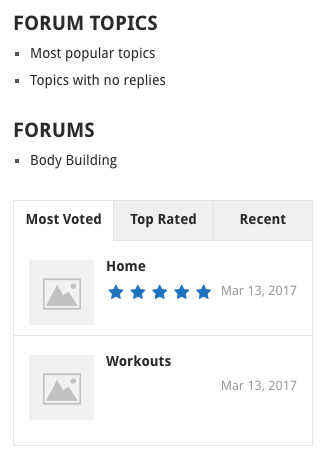 FORUM TOPICS
Most popular topics
Topics with no replies
FORUMS
Body Building
Most Voted Top Rated Recent
Home
Mar 13, 2017
Workouts
Mar 13, 2017